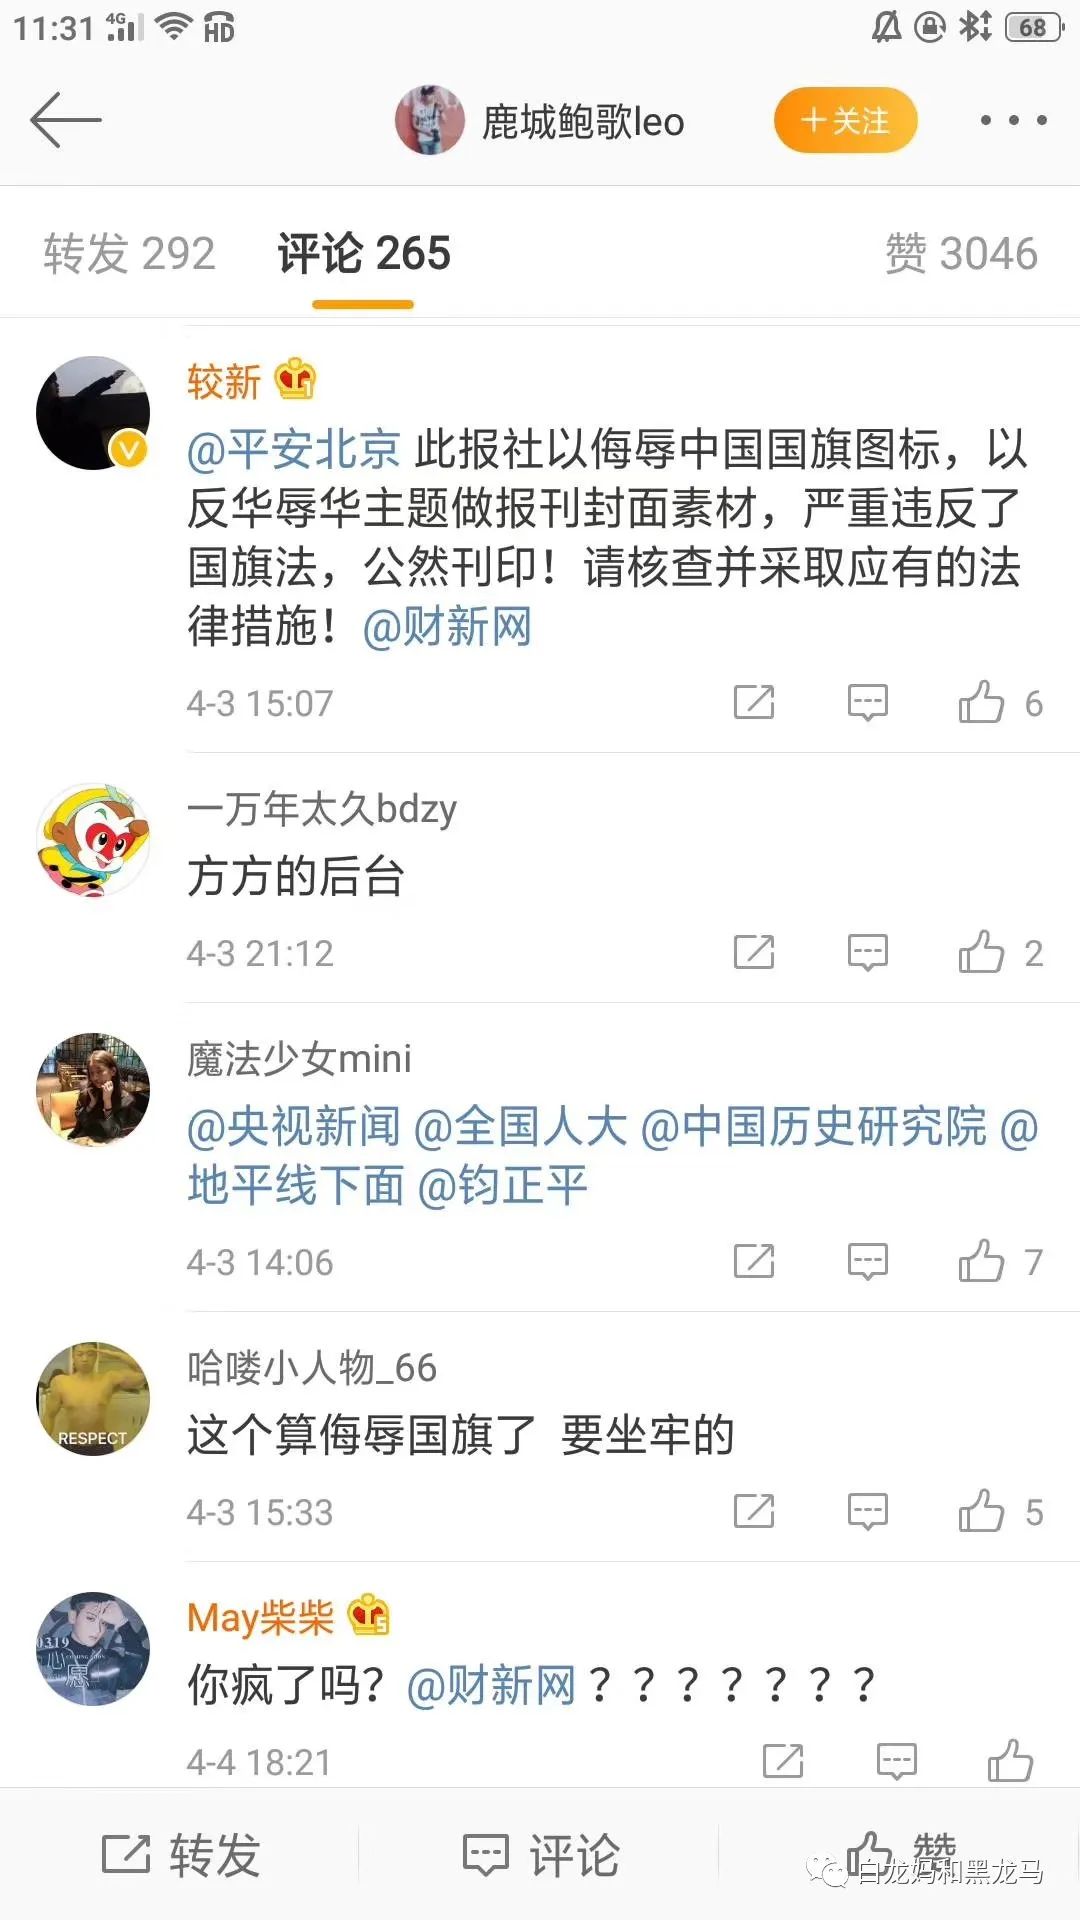 11:31 4G HD 68
鹿城鲍歌leo
+关注
转发 292 评论 265 赞 3046
较新
@平安北京 此报社以侮辱中国国旗图标，以
反华辱华主题做报刊封面素材，严重违反了
国旗法，公然刊印！请核查并采取应有的法
律措施！@财新网
4-3 15:07 6
一万年太久bdzy
方方的后台
4-3 21:12 2
魔法少女mini
@央视新闻 @全国人大 @中国历史研究院 @
地平线下面 @钧正平
4-3 14:06 7
RESPECT
哈喽小人物_66
这个算侮辱国旗了 要坐牢的
4-3 15:33 5
0319
心愿
May柴柴 5
你疯了吗？@财新网？？？？？？？
4-4 18:21
转发 评论 赞
白龙妈和黑龙马